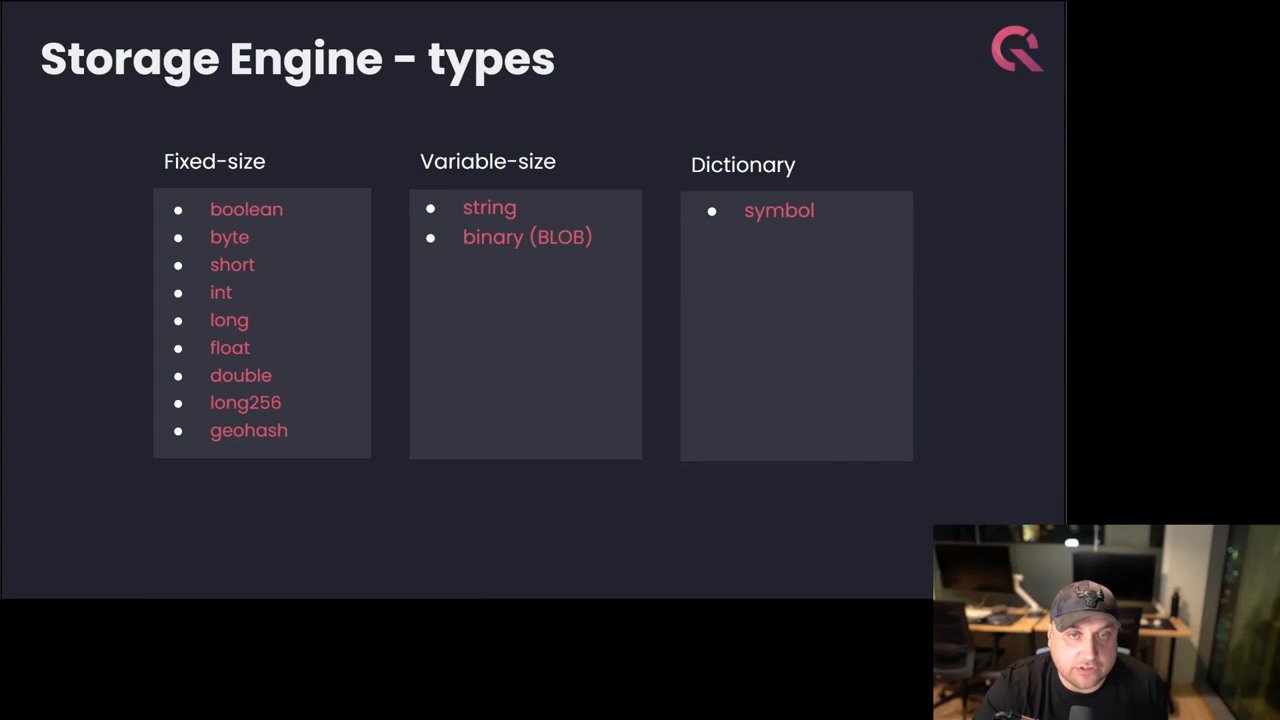 Storage Engine - types
Fixed-size
boolean
byte
short
int
long
float
double
long256
geohash
Variable-size
string
binary (BLOB)
Dictionary
symbol